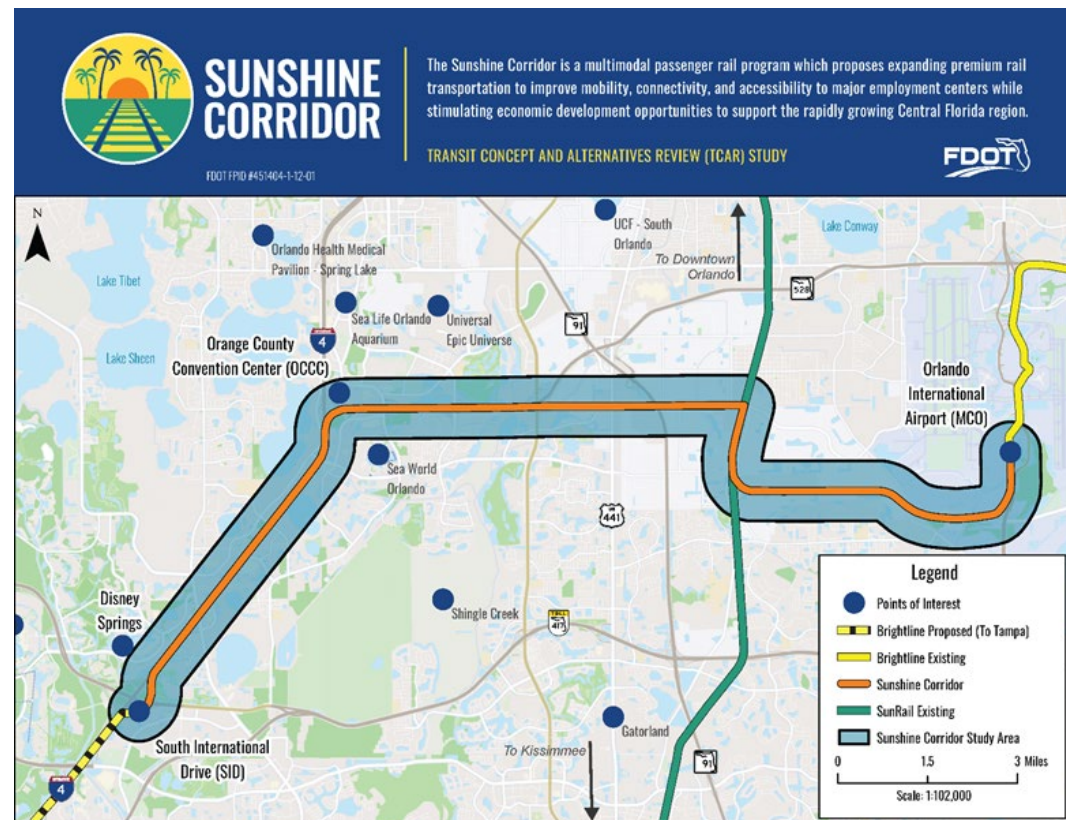 SUNSHINE
CORRIDOR
FDOT FPID #451404-1-12-01
The Sunshine Corridor is a multimodal passenger rail program which proposes expanding premium rail
transportation to improve mobility, connectivity, and accessibility to major employment centers while
stimulating economic development opportunities to support the rapidly growing Central Florida region.
TRANSIT CONCEPT AND ALTERNATIVES REVIEW (TCAR) STUDY
FDOT
N
Orlando Health Medical
Pavilion - Spring Lake
UCF - South
Orlando
To Downtown
Orlando
Lake Conway
Lake Tibet
528
Sea Life Orlando
Aquarium
Universal
Epic Universe
91
Lake Sheen
Orange County
Convention Center (OCCC)
4
Orlando
International
Airport (MCO)
Sea World
Orlando
441
Disney
Springs
Shingle Creek
TOLL
417
South International
Drive (SID)
Gatorland
To Kissimmee
91
4
Legend
Points of Interest
Brightline Proposed (To Tampa)
Brightline Existing
Sunshine Corridor
SunRail Existing
Sunshine Corridor Study Area
0 1.5 3 Miles
Scale: 1:102,000